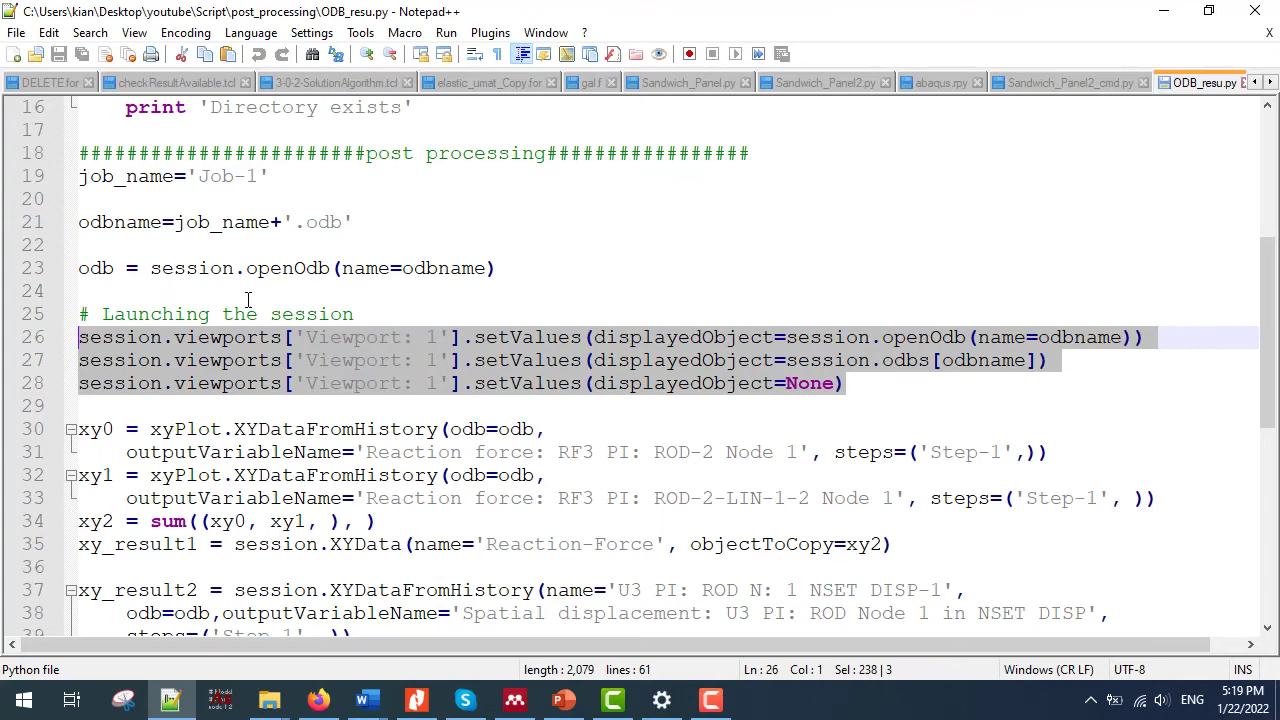 C:\Users\kian\Desktop\youtube\Script\post_processing\ODB_resu.py - Notepad++
File Edit Search View Encoding Language Settings Tools Macro Run Plugins Window ? X
DELETE.for checkResultAvailable.tcl 3-0-2-SolutionAlgorithm.tcl elastic_umat_Copy.for gal.f Sandwich_Panel.py Sandwich_Panel2.py abaqus.rpy Sandwich_Panel2_cmd.py ODB_resu.py
16 print 'Directory exists'
17
18 ########################post processing#################
19 job_name='Job-1'
20
21 odbname=job_name+'.odb'
22
23 odb = session.openOdb(name=odbname)
24
25 # Launching the session
26 session.viewports['Viewport: 1'].setValues(displayedObject=session.openOdb(name=odbname))
27 session.viewports['Viewport: 1'].setValues(displayedObject=session.odbs[odbname])
28 session.viewports['Viewport: 1'].setValues(displayedObject=None)
29
30 xy0 = xyPlot.XYDataFromHistory(odb=odb,
31 outputVariableName='Reaction force: RF3 PI: ROD-2 Node 1', steps=('Step-1',))
32 xy1 = xyPlot.XYDataFromHistory(odb=odb,
33 outputVariableName='Reaction force: RF3 PI: ROD-2-LIN-1-2 Node 1', steps=('Step-1', ))
34 xy2 = sum((xy0, xy1, ), )
35 xy_result1 = session.XYData(name='Reaction-Force', objectToCopy=xy2)
36
37 xy_result2 = session.XYDataFromHistory(name='U3 PI: ROD N: 1 NSET DISP-1',
38 odb=odb,outputVariableName='Spatial displacement: U3 PI: ROD Node 1 in NSET DISP',
39 steps=('Step-1', ))
Python file length : 2,079 lines : 61 Ln : 26 Col : 1 Sel : 238 | 3 Windows (CR LF) UTF-8 INS
ENG 5:19 PM
1/22/2022